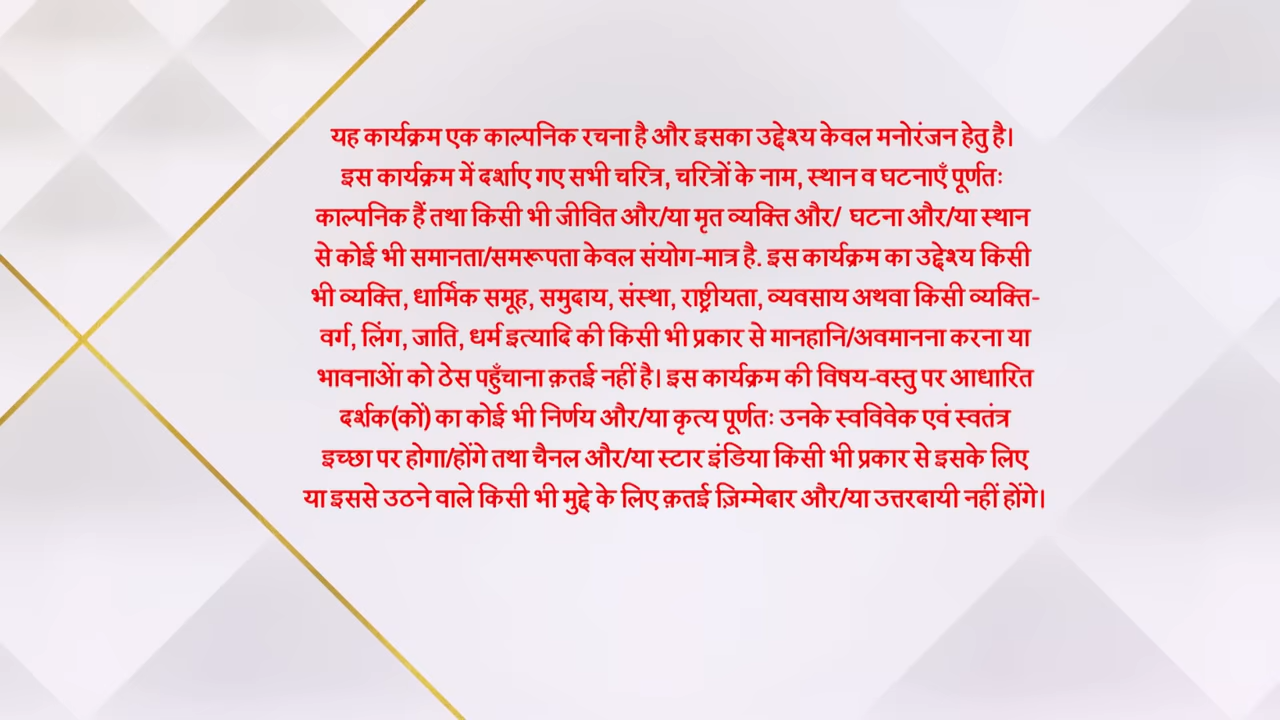 यह कार्यक्रम एक काल्पनिक रचना है और इसका उद्देश्य केवल मनोरंजन हेतु है।
इस कार्यक्रम में दर्शाए गए सभी चरित्र, चरित्रों के नाम, स्थान व घटनाएँ पूर्णतः
काल्पनिक हैं तथा किसी भी जीवित और/या मृत व्यक्ति और/ घटना और/या स्थान
से कोई भी समानता/समरूपता केवल संयोग-मात्र है. इस कार्यक्रम का उद्देश्य किसी
भी व्यक्ति, धार्मिक समूह, समुदाय, संस्था, राष्ट्रीयता, व्यवसाय अथवा किसी व्यक्ति-
वर्ग, लिंग, जाति, धर्म इत्यादि की किसी भी प्रकार से मानहानि/अवमानना करना या
भावनाओं को ठेस पहुँचाना क़तई नहीं है। इस कार्यक्रम की विषय-वस्तु पर आधारित
दर्शक(कों) का कोई भी निर्णय और/या कृत्य पूर्णतः उनके स्वविवेक एवं स्वतंत्र
इच्छा पर होगा/होंगे तथा चैनल और/या स्टार इंडिया किसी भी प्रकार से इसके लिए
या इससे उठने वाले किसी भी मुद्दे के लिए क़तई ज़िम्मेदार और/या उत्तरदायी नहीं होंगे।